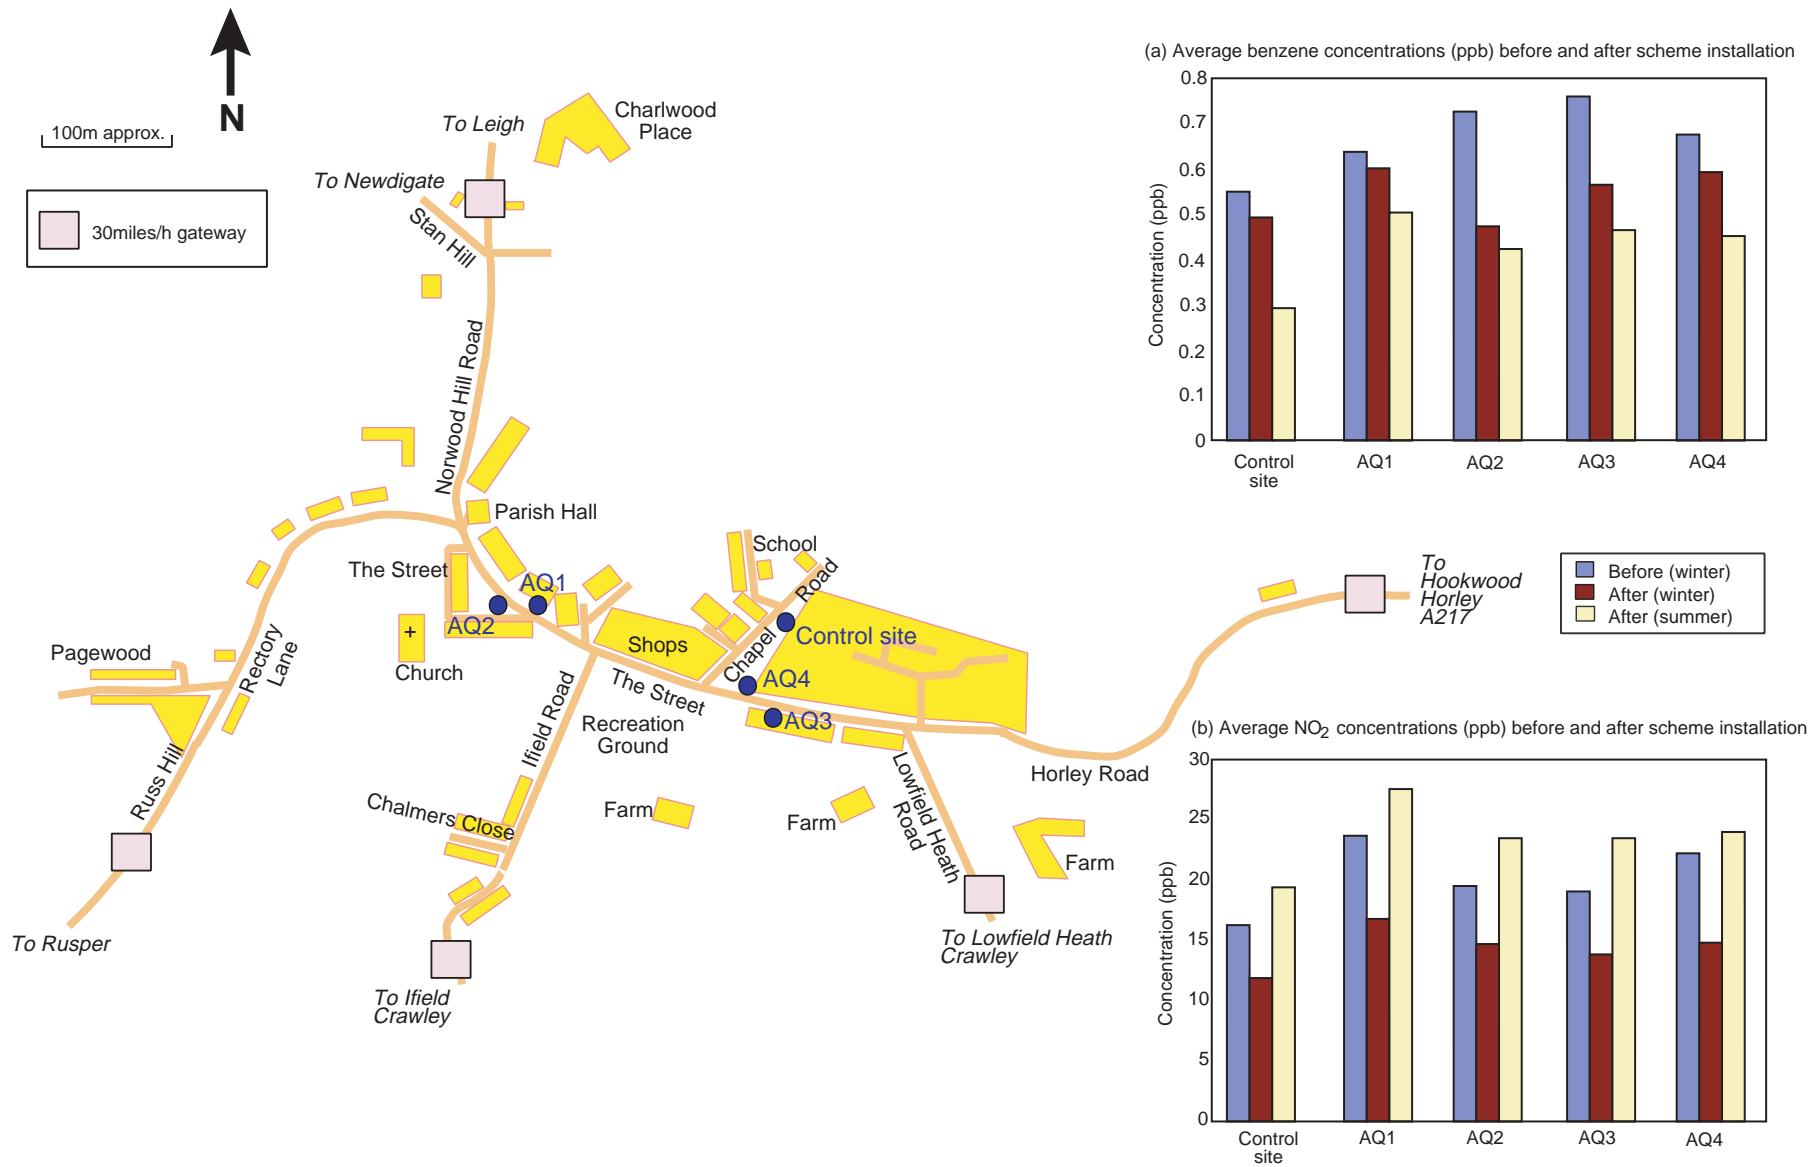 N
100m approx.
30miles/h gateway
To Leigh
Charlwood
Place
To Newdigate
Stan Hill
Norwood Hill Road
Parish Hall
The Street
AQ1
AQ2
+
Church
Pagewood
Rectory
Lane
Russ Hill
To Rusper
School
Chapel
Road
Control site
Shops
AQ4
The Street
AQ3
Recreation
Ground
Ifield Road
Chalmers Close
Farm
Farm
Farm
Lowfield Heath
Road
Horley Road
To Ifield
Crawley
To Lowfield Heath
Crawley
To
Hookwood
Horley
A217
(a) Average benzene concentrations (ppb) before and after scheme installation
Concentration (ppb)
0.8
0.7
0.6
0.5
0.4
0.3
0.2
0.1
0
Control
site
AQ1
AQ2
AQ3
AQ4
Before (winter)
After (winter)
After (summer)
(b) Average NO2 concentrations (ppb) before and after scheme installation
Concentration (ppb)
30
25
20
15
10
5
0
Control
site
AQ1
AQ2
AQ3
AQ4